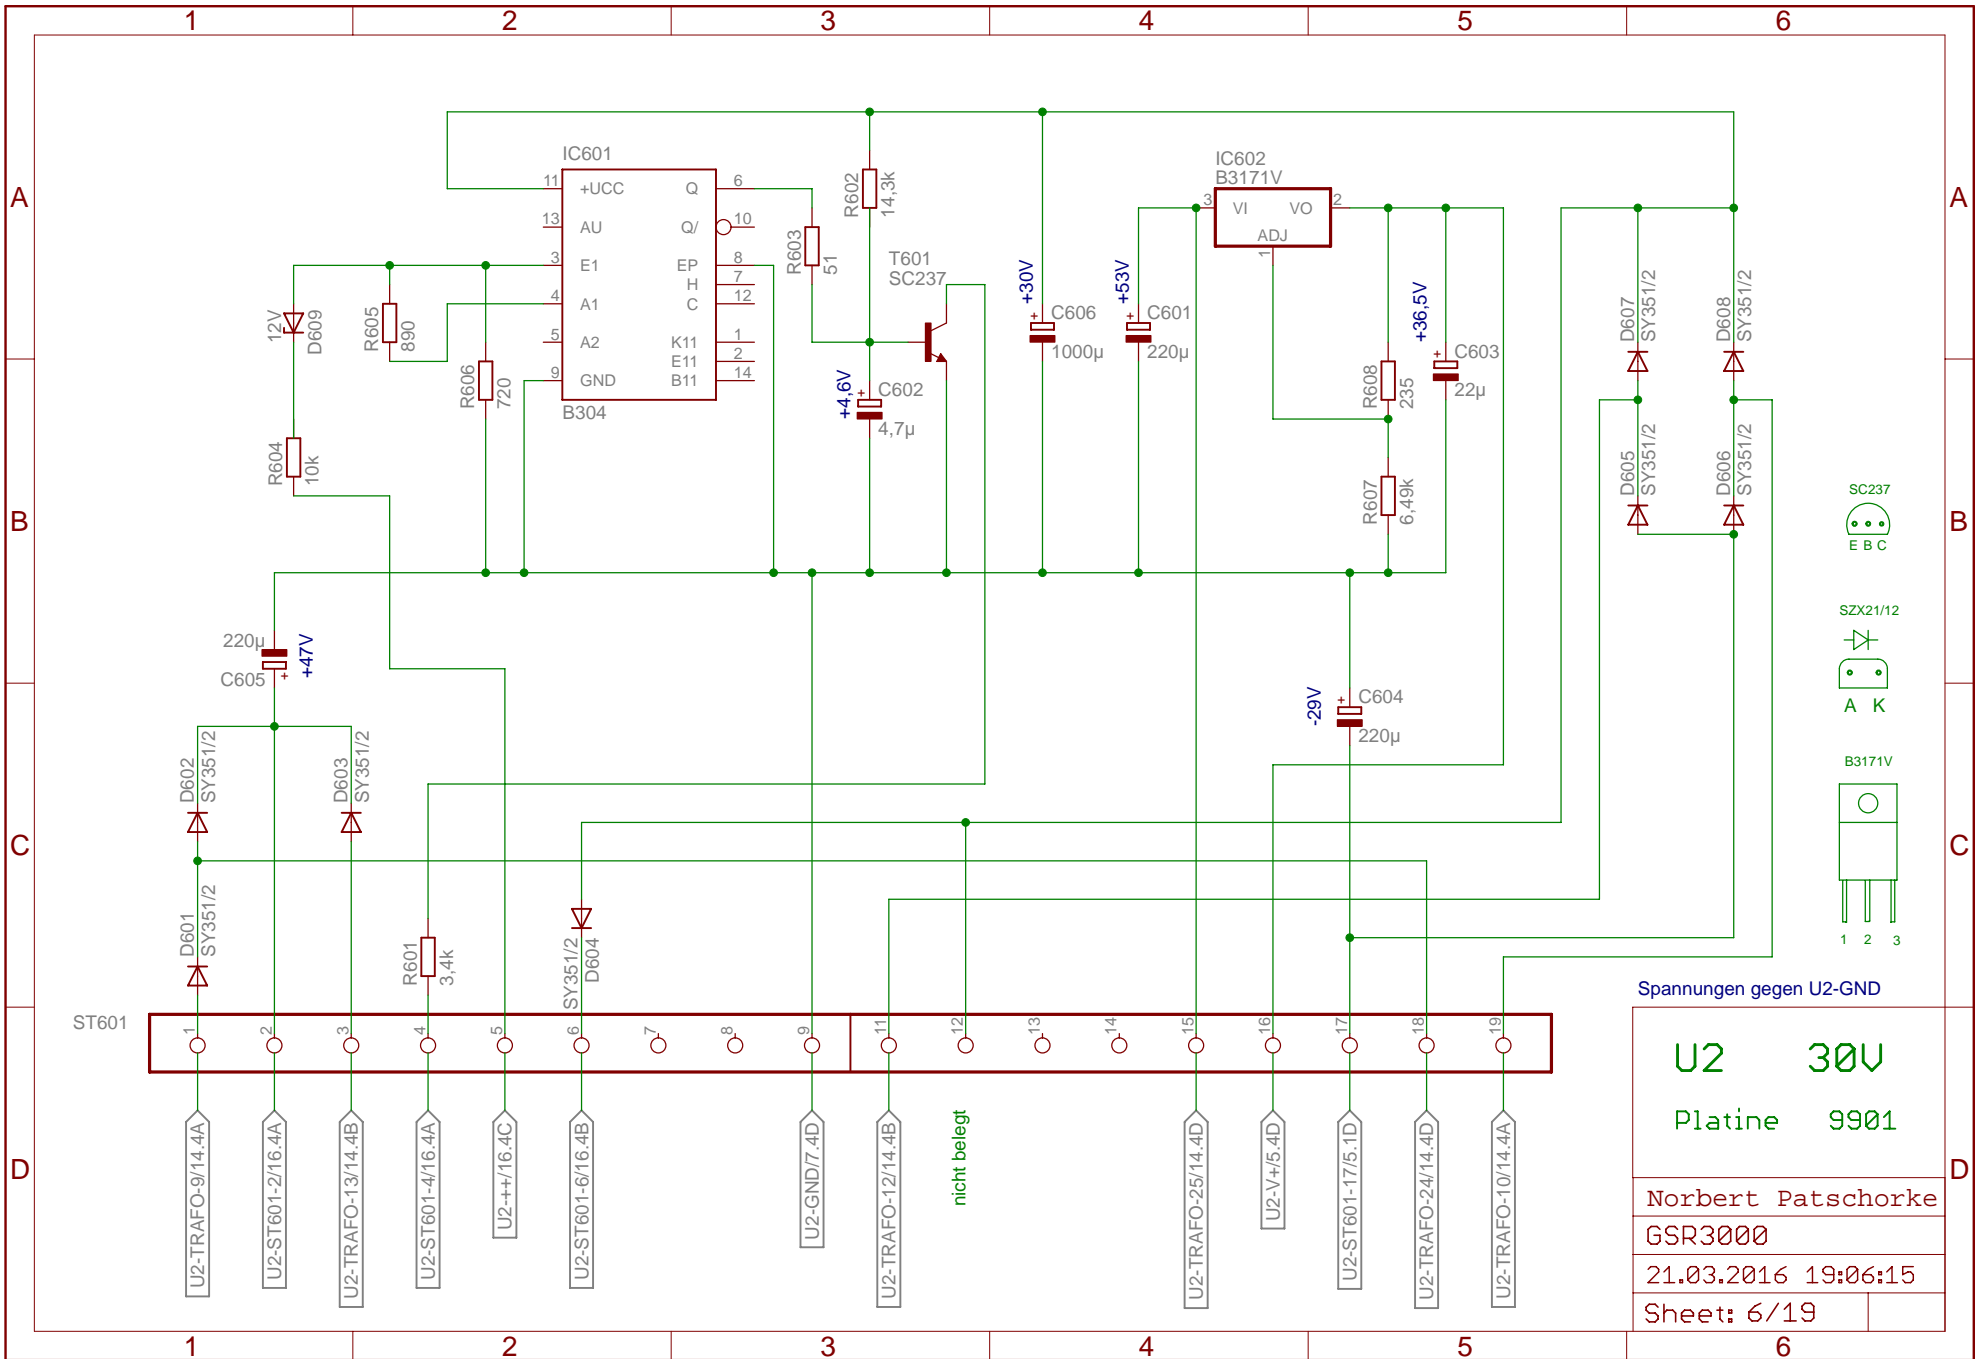 1 2 3 4 5 6
A
B
C
D
A
B
C
D
IC601
11 +UCC Q 6
13 AU Q/ 10
3 E1 EP 8
H 7
4 A1 C 12
5 A2 K11 1
E11 2
9 GND B11 14
B304
R602
14,3k
R603
51
T601
SC237
+30V
C606
1000µ
+53V
C601
220µ
IC602
B3171V
3 VI VO 2
ADJ
1
+36,5V
C603
22µ
R608
235
R607
6,49k
D607
SY351/2
D608
SY351/2
D605
SY351/2
D606
SY351/2
12V
D609
R605
890
R606
720
R604
10k
+4,6V
C602
4,7µ
220µ
C605
+47V
-29V
C604
220µ
D602
SY351/2
D603
SY351/2
D601
SY351/2
R601
3,4k
SY351/2
D604
SC237
E B C
SZX21/12
A K
B3171V
1 2 3
Spannungen gegen U2-GND
ST601
1 2 3 4 5 6 7 8 9 11 12 13 14 15 16 17 18 19
U2-TRAFO-9/14.4A
U2-ST601-2/16.4A
U2-TRAFO-13/14.4B
U2-ST601-4/16.4A
U2-++/16.4C
U2-ST601-6/16.4B
U2-GND/7.4D
U2-TRAFO-12/14.4B
nicht belegt
U2-TRAFO-25/14.4D
U2-V+/5.4D
U2-ST601-17/5.1D
U2-TRAFO-24/14.4D
U2-TRAFO-10/14.4A
U2 30V
Platine 9901
Norbert Patschorke
GSR3000
21.03.2016 19:06:15
Sheet: 6/19
1 2 3 4 5 6